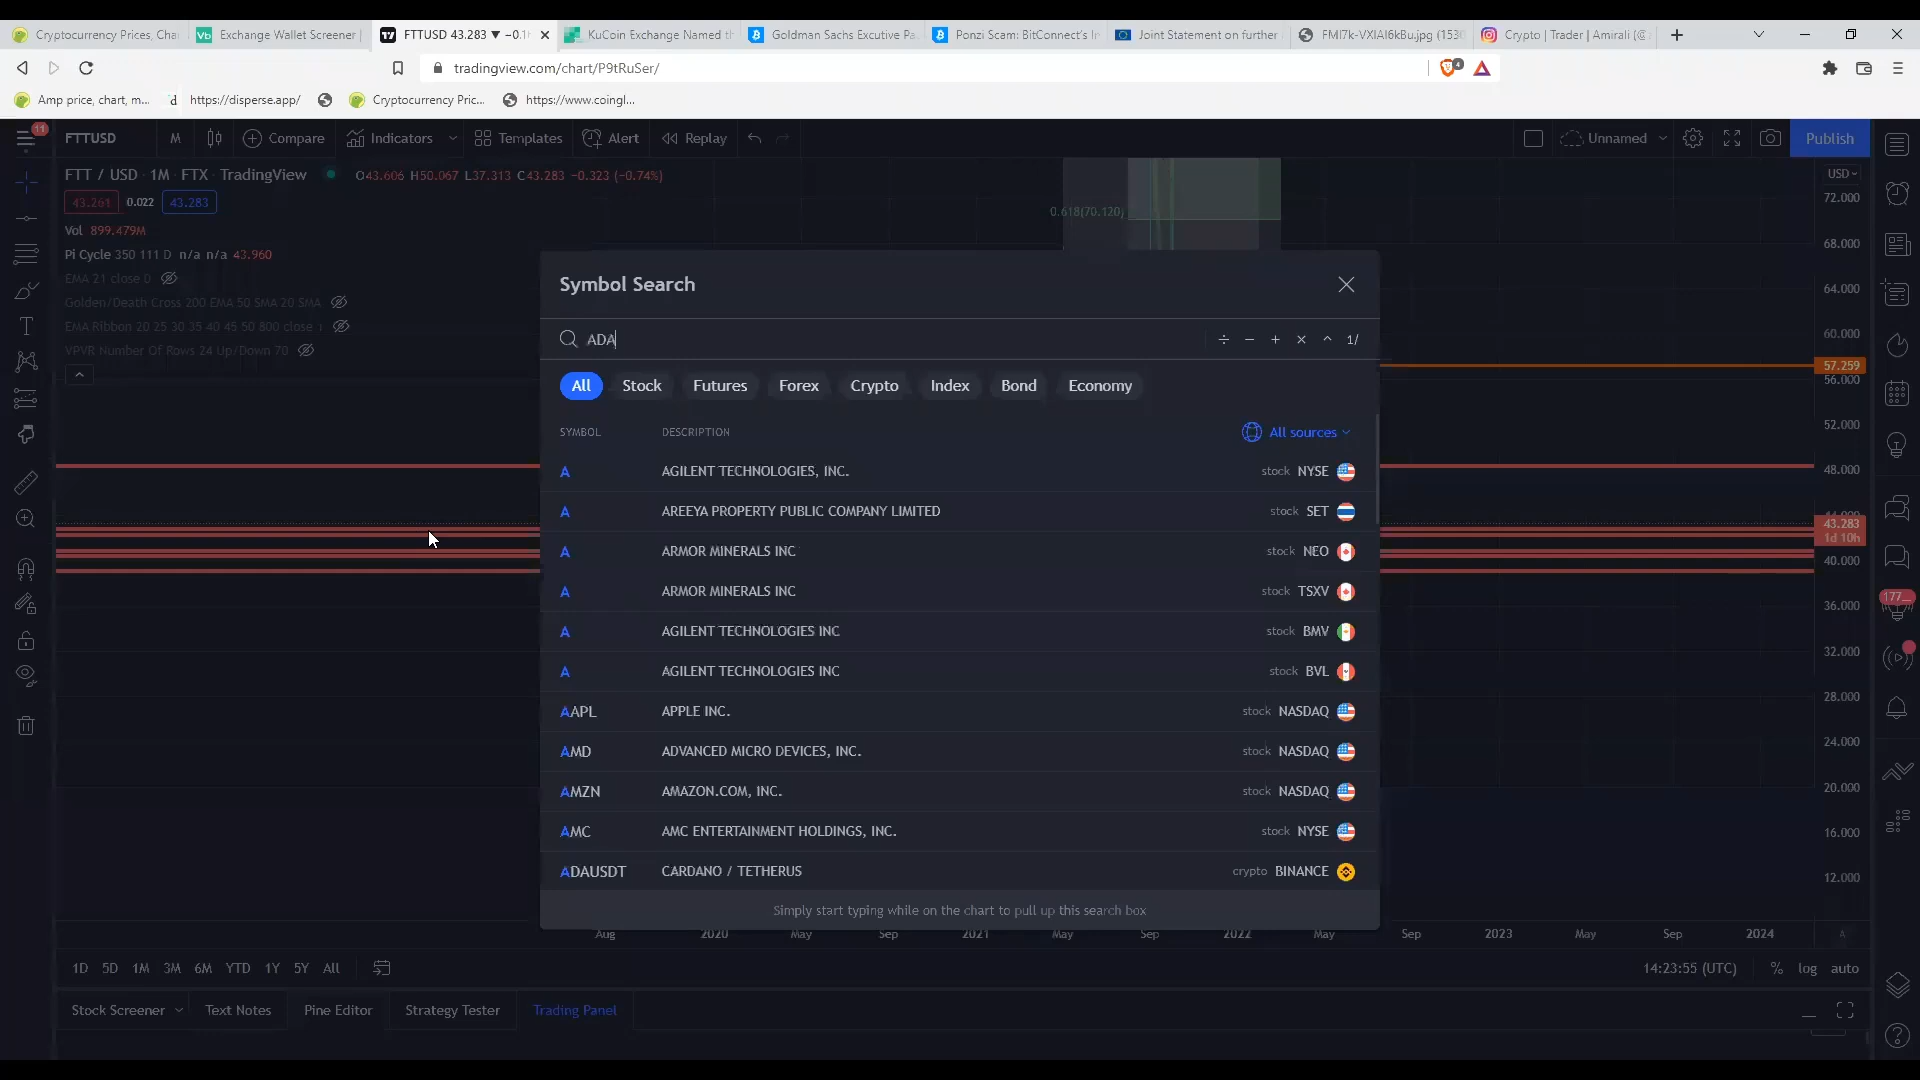 Cryptocurrency Prices, Cha
Exchange Wallet Screener |
FTTUSD 43.283 ▼ −0.1
KuCoin Exchange Named th
Goldman Sachs Excutive Pa
Ponzi Scam: BitConnect's In
Joint Statement on further
FMI7k-VXIAI6kBu.jpg (1530
Crypto | Trader | Amirali (@
tradingview.com/chart/P9tRuSer/
4
Amp price, chart, m...
d https://disperse.app/
Cryptocurrency Pric...
https://www.coingl...
11
FTTUSD
M
Compare
Indicators
Templates
Alert
Replay
Unnamed
Publish
FTT / USD · 1M · FTX · TradingView
O43.606 H50.067 L37.313 C43.283 −0.323 (−0.74%)
USD
43.261 0.022 43.283
Vol 899.479M
Pi Cycle 350 111 D n/a n/a 43.960
EMA 21 close 0
Golden/Death Cross 200 EMA 50 SMA 20 SMA
EMA Ribbon 20 25 30 35 40 45 50 800 close
VPVR Number Of Rows 24 Up/Down 70
0.618(70.120)
72.000
68.000
64.000
60.000
57.259
56.000
52.000
48.000
44.000
43.283
1d 10h
40.000
36.000
32.000
28.000
24.000
20.000
16.000
12.000
177
Symbol Search
ADA
÷ − + × ^ 1/
All Stock Futures Forex Crypto Index Bond Economy
SYMBOL DESCRIPTION All sources
A AGILENT TECHNOLOGIES, INC. stock NYSE
A AREEYA PROPERTY PUBLIC COMPANY LIMITED stock SET
A ARMOR MINERALS INC stock NEO
A ARMOR MINERALS INC stock TSXV
A AGILENT TECHNOLOGIES INC stock BMV
A AGILENT TECHNOLOGIES INC stock BVL
AAPL APPLE INC. stock NASDAQ
AMD ADVANCED MICRO DEVICES, INC. stock NASDAQ
AMZN AMAZON.COM, INC. stock NASDAQ
AMC AMC ENTERTAINMENT HOLDINGS, INC. stock NYSE
ADAUSDT CARDANO / TETHERUS crypto BINANCE
Simply start typing while on the chart to pull up this search box
Aug 2020 May Sep 2021 May Sep 2022 May Sep 2023 May Sep 2024 A
1D 5D 1M 3M 6M YTD 1Y 5Y All
14:23:55 (UTC) % log auto
Stock Screener Text Notes Pine Editor Strategy Tester Trading Panel